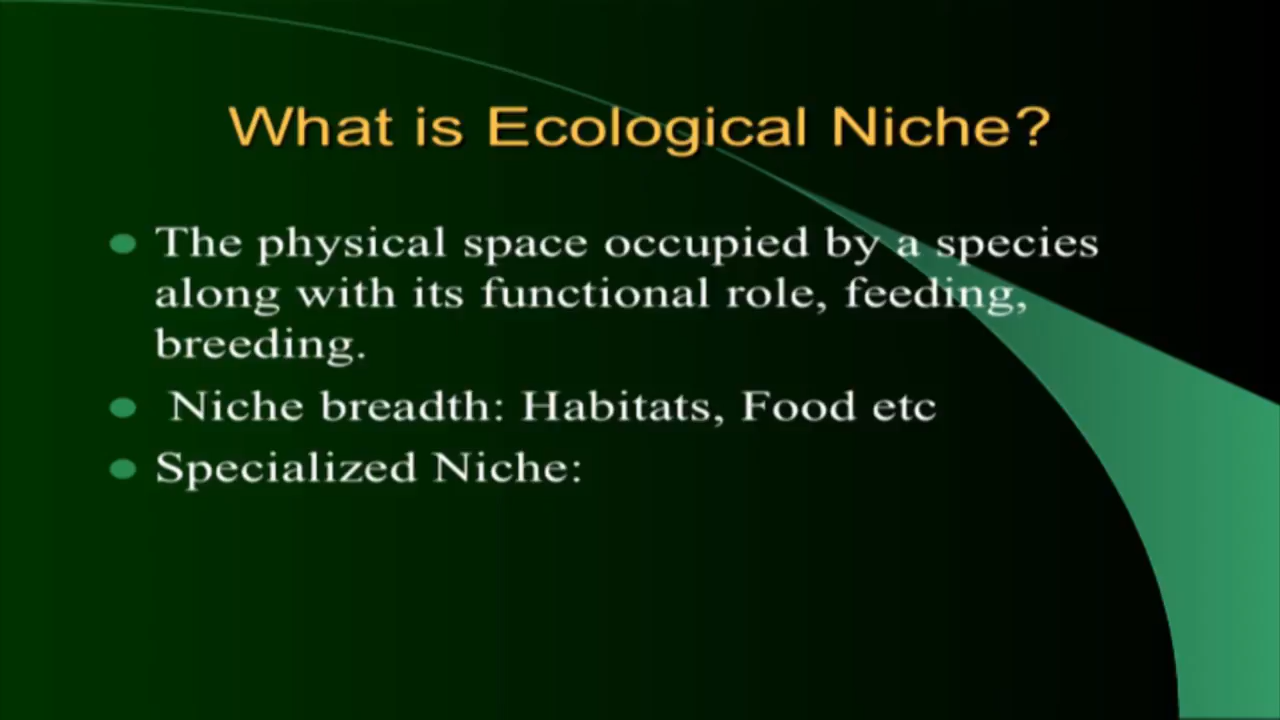 What is Ecological Niche?
The physical space occupied by a species
along with its functional role, feeding,
breeding.
Niche breadth: Habitats, Food etc
Specialized Niche: